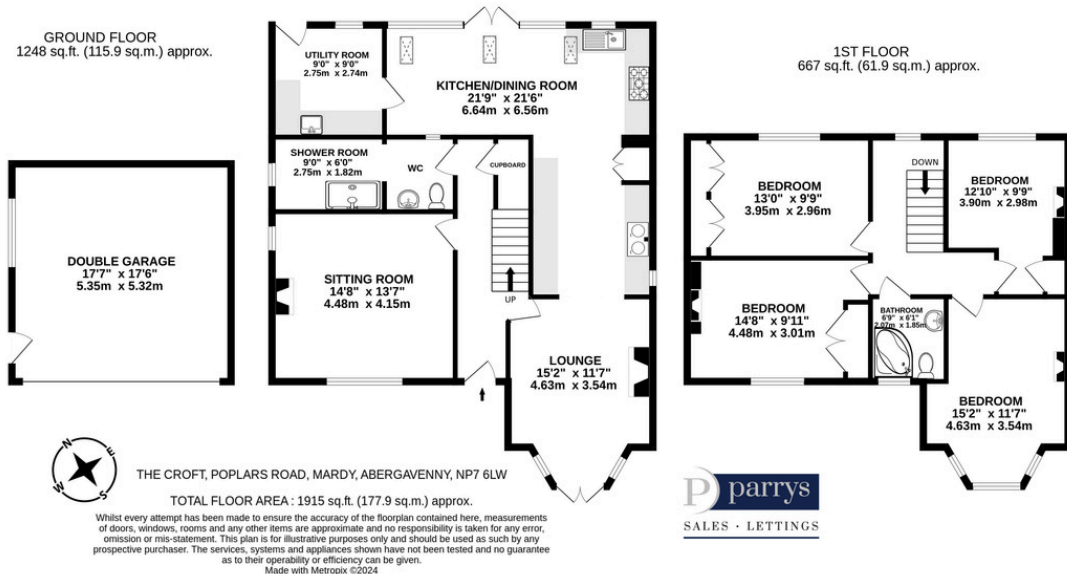 GROUND FLOOR
1248 sq.ft. (115.9 sq.m.) approx.
UTILITY ROOM
9'0" x 9'0"
2.75m x 2.74m
KITCHEN/DINING ROOM
21'9" x 21'6"
6.64m x 6.56m
SHOWER ROOM
9'0" x 6'0"
2.75m x 1.82m
WC
CUPBOARD
DOUBLE GARAGE
17'7" x 17'6"
5.35m x 5.32m
SITTING ROOM
14'8" x 13'7"
4.48m x 4.15m
UP
LOUNGE
15'2" x 11'7"
4.63m x 3.54m
1ST FLOOR
667 sq.ft. (61.9 sq.m.) approx.
DOWN
BEDROOM
13'0" x 9'9"
3.95m x 2.96m
BEDROOM
12'10" x 9'9"
3.90m x 2.98m
BEDROOM
14'8" x 9'11"
4.48m x 3.01m
BATHROOM
6'9" x 6'1"
2.07m x 1.85m
BEDROOM
15'2" x 11'7"
4.63m x 3.54m
N
E
W
S
THE CROFT, POPLARS ROAD, MARDY, ABERGAVENNY, NP7 6LW
TOTAL FLOOR AREA : 1915 sq.ft. (177.9 sq.m.) approx.
Whilst every attempt has been made to ensure the accuracy of the floorplan contained here, measurements
of doors, windows, rooms and any other items are approximate and no responsibility is taken for any error,
omission or mis-statement. This plan is for illustrative purposes only and should be used as such by any
prospective purchaser. The services, systems and appliances shown have not been tested and no guarantee
as to their operability or efficiency can be given.
Made with Metropix ©2024
P parrys
SALES · LETTINGS